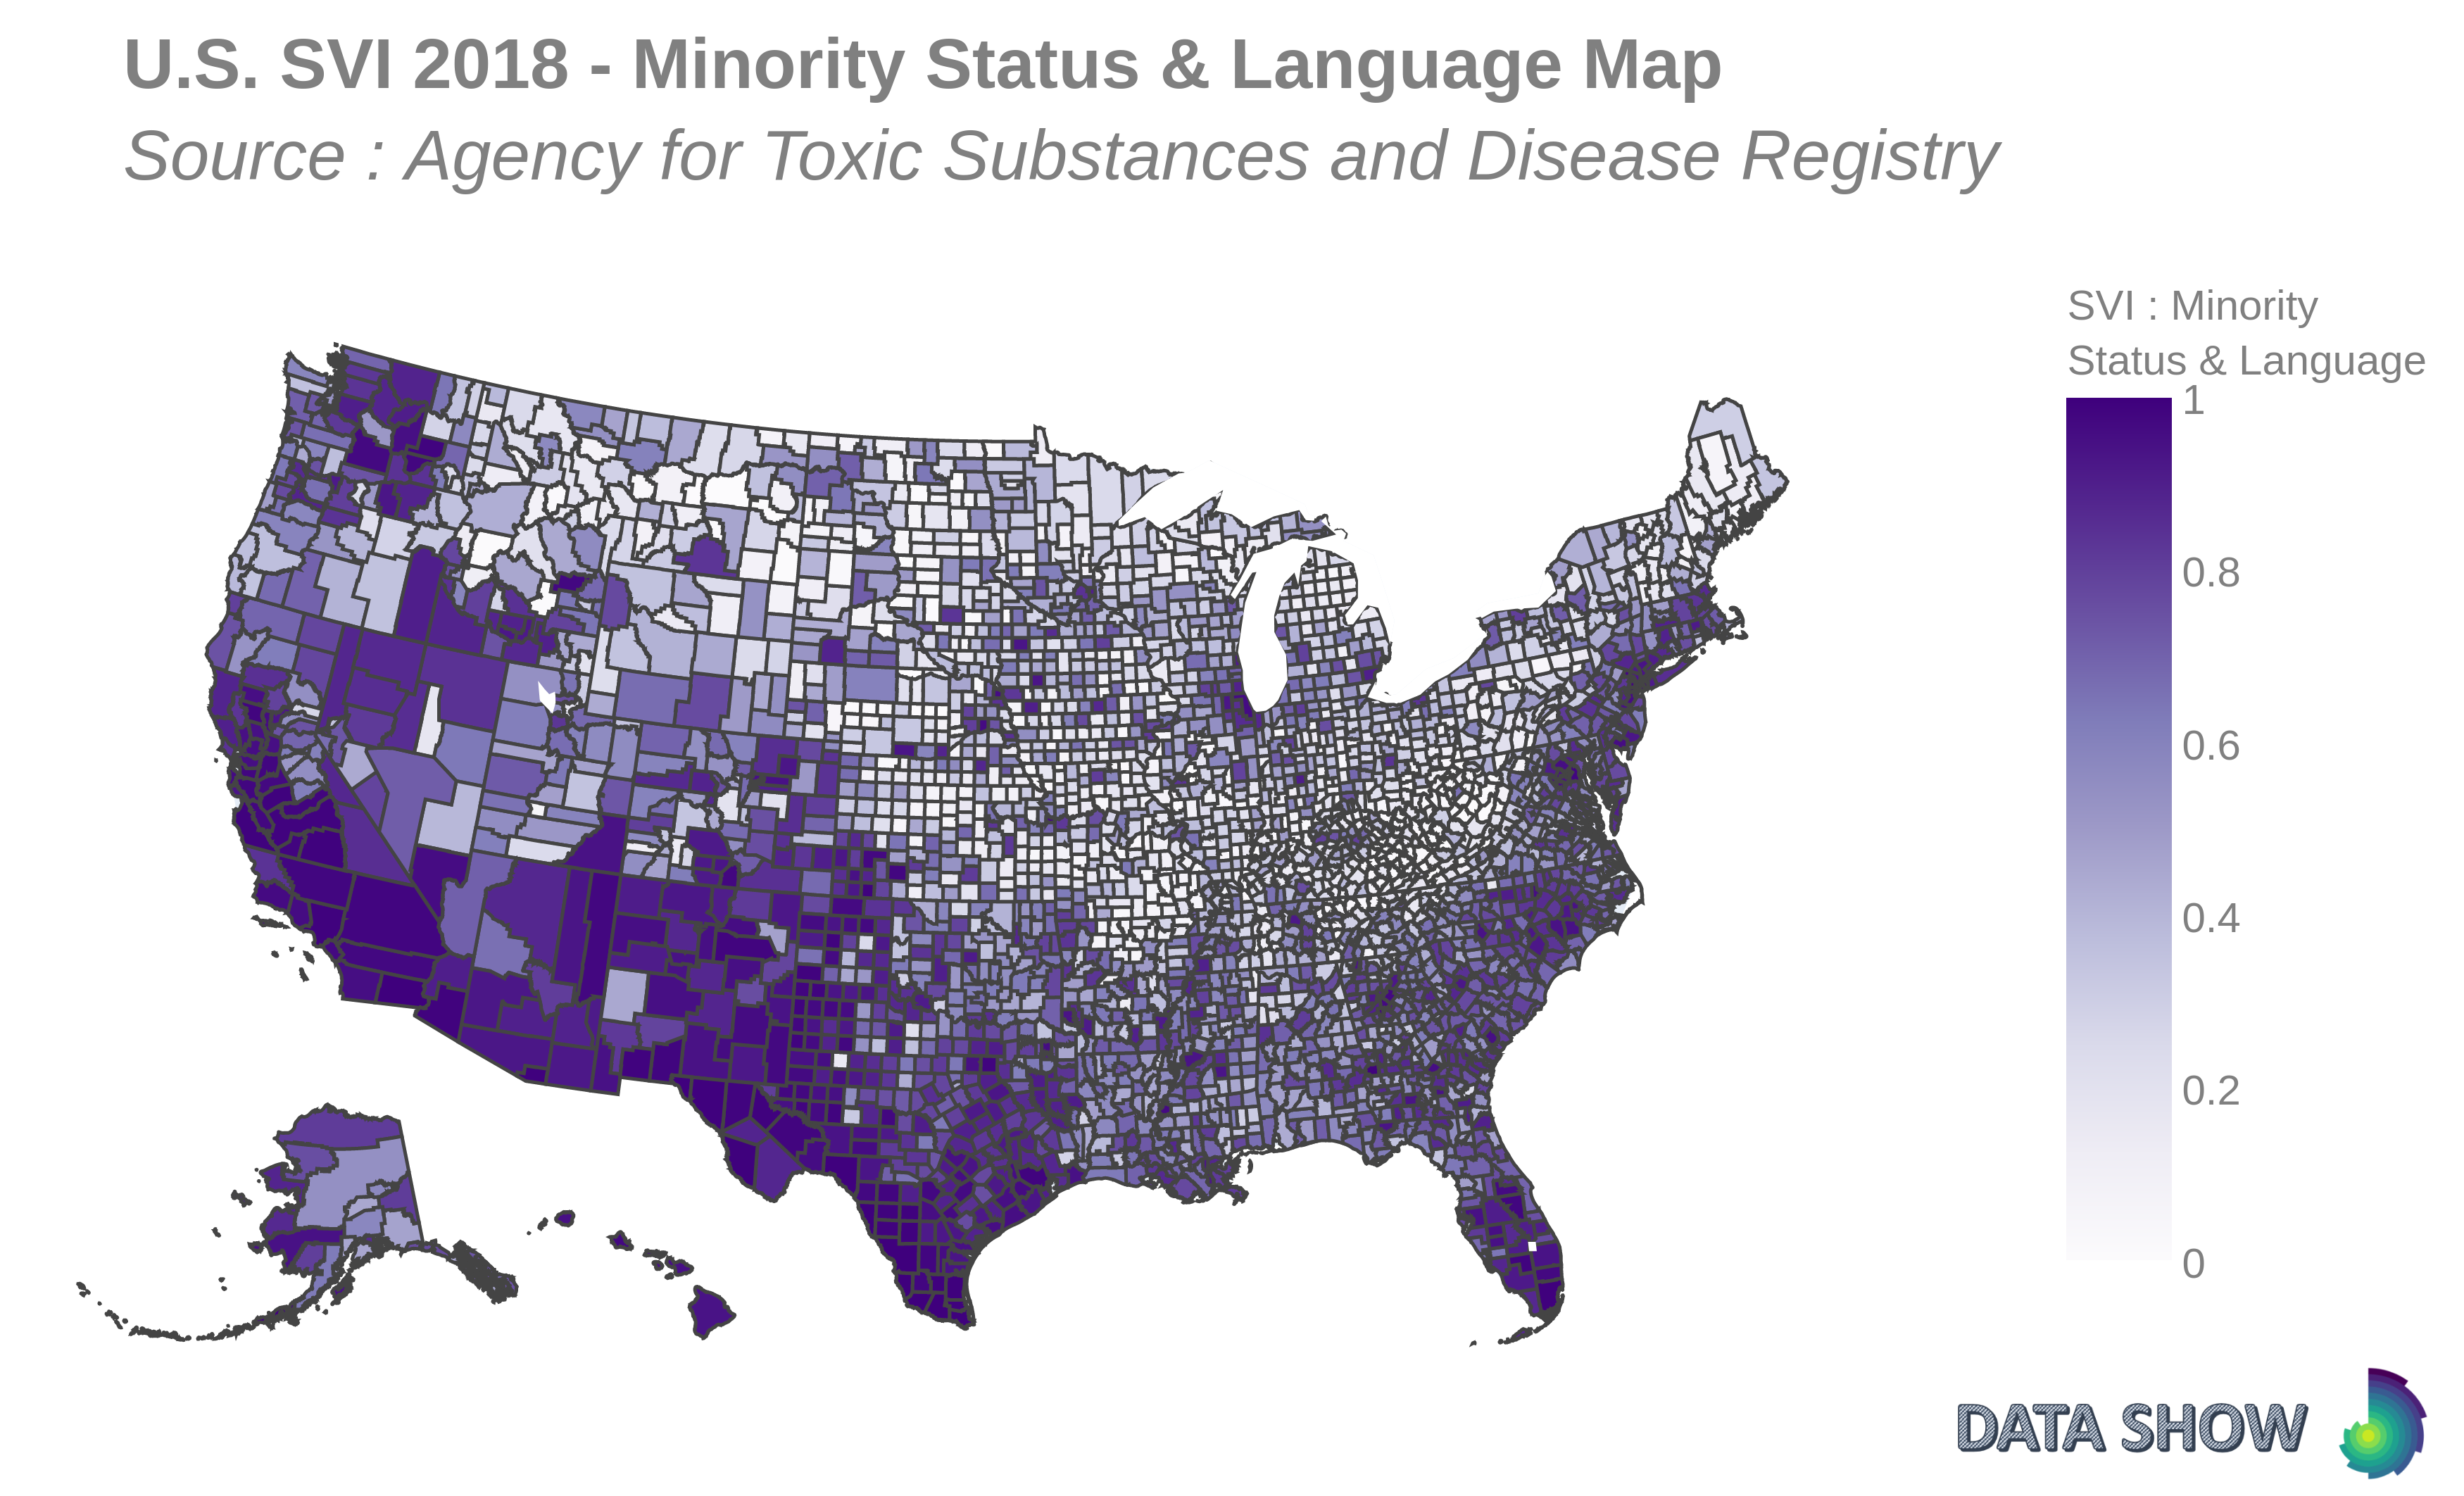 U.S. SVI 2018 - Minority Status & Language Map
Source : Agency for Toxic Substances and Disease Registry
SVI : Minority
Status & Language
1
0.8
0.6
0.4
0.2
0
DATA SHOW